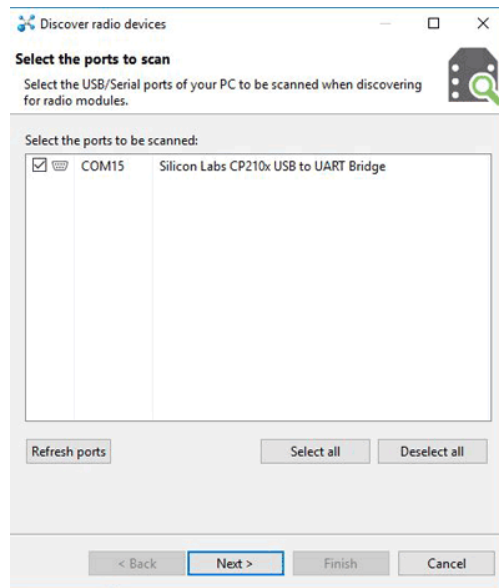 Discover radio devices
Select the ports to scan
Select the USB/Serial ports of your PC to be scanned when discovering
for radio modules.
Select the ports to be scanned:
COM15 Silicon Labs CP210x USB to UART Bridge
Refresh ports Select all Deselect all
< Back Next > Finish Cancel